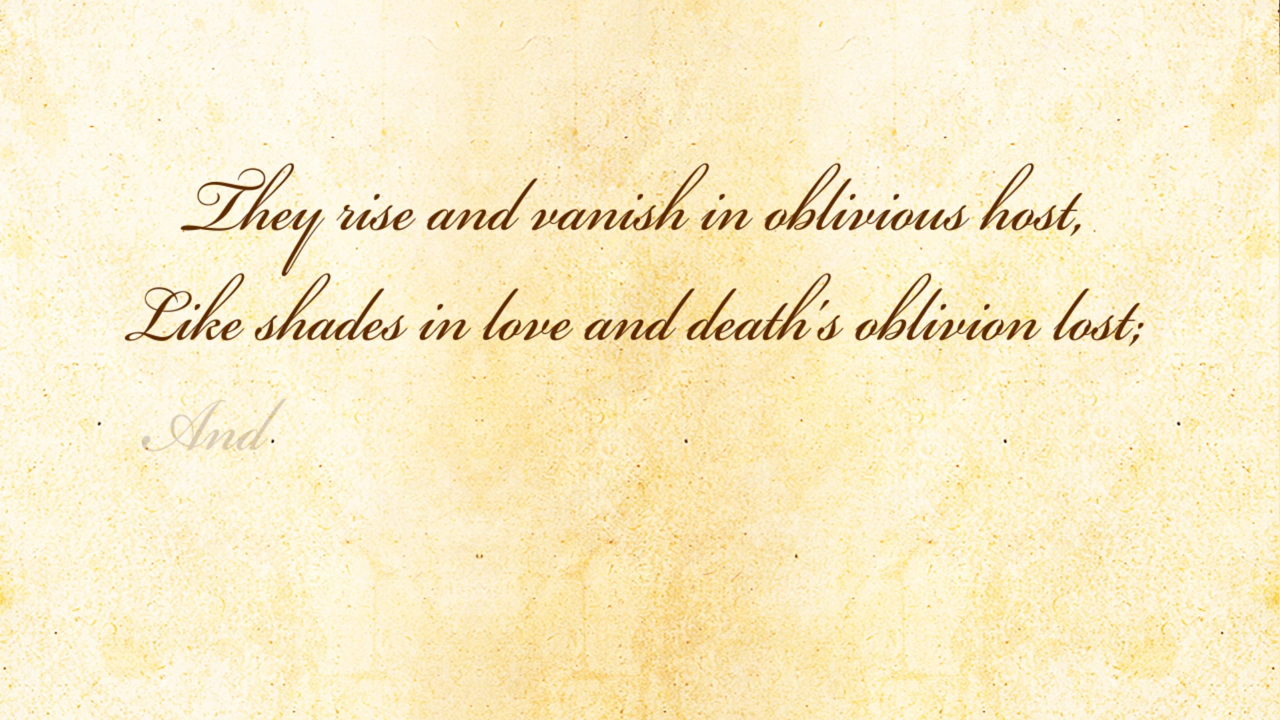 They rise and vanish in oblivious host,
Like shades in love and death's oblivion lost;
And